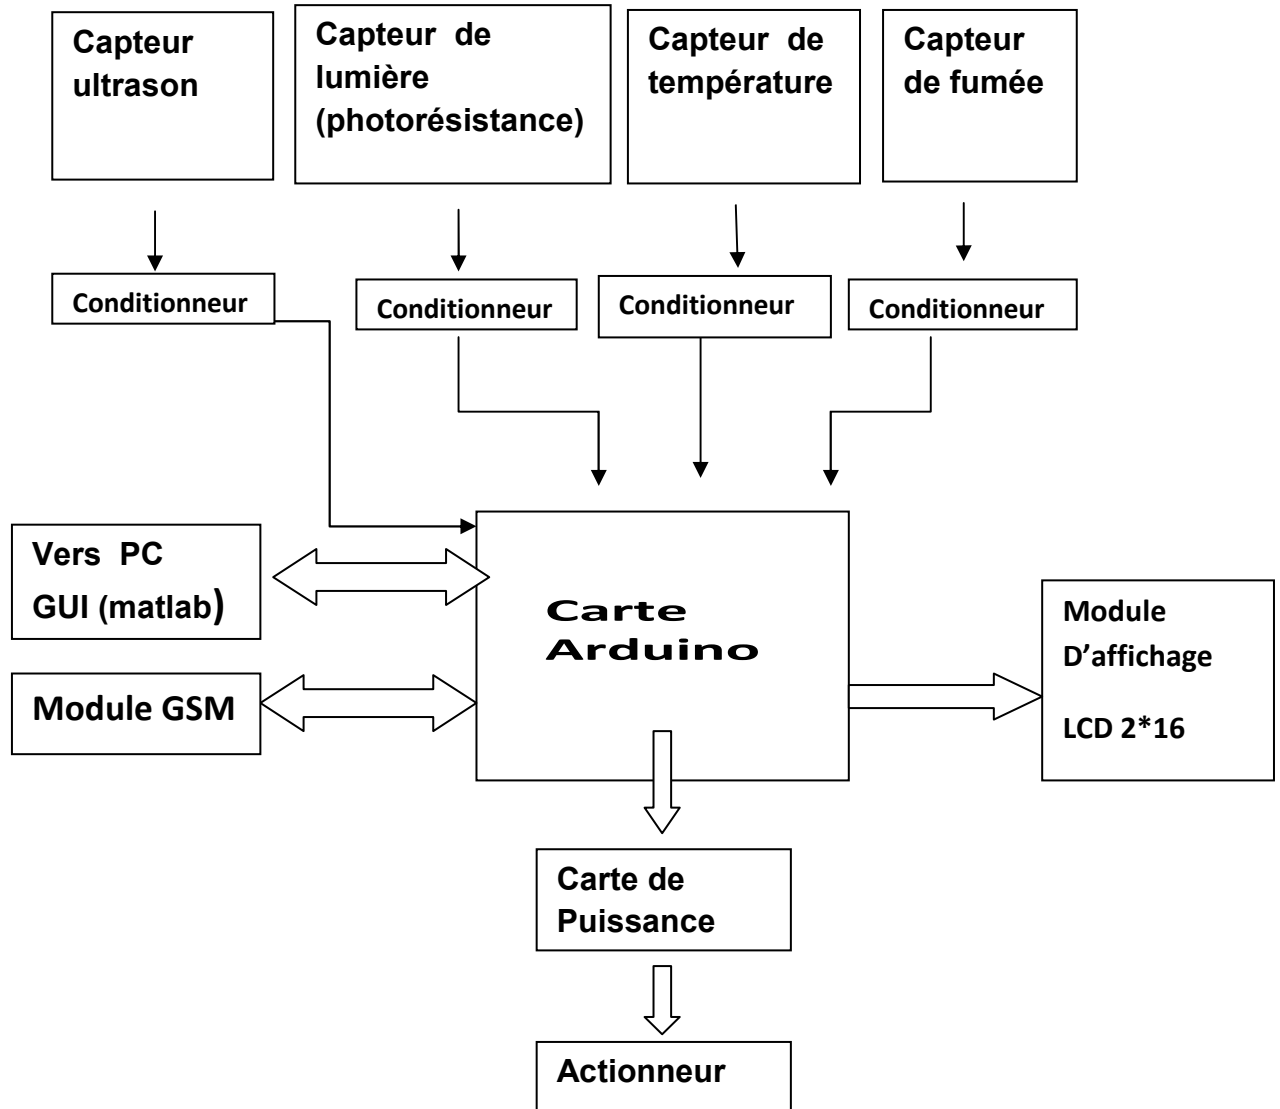 Capteur
ultrason
Capteur de
lumière
(photorésistance)
Capteur de
température
Capteur
de fumée
Conditionneur
Conditionneur
Conditionneur
Conditionneur
Vers PC
GUI (matlab)
Carte
Arduino
Module
D’affichage
LCD 2*16
Module GSM
Carte de
Puissance
Actionneur